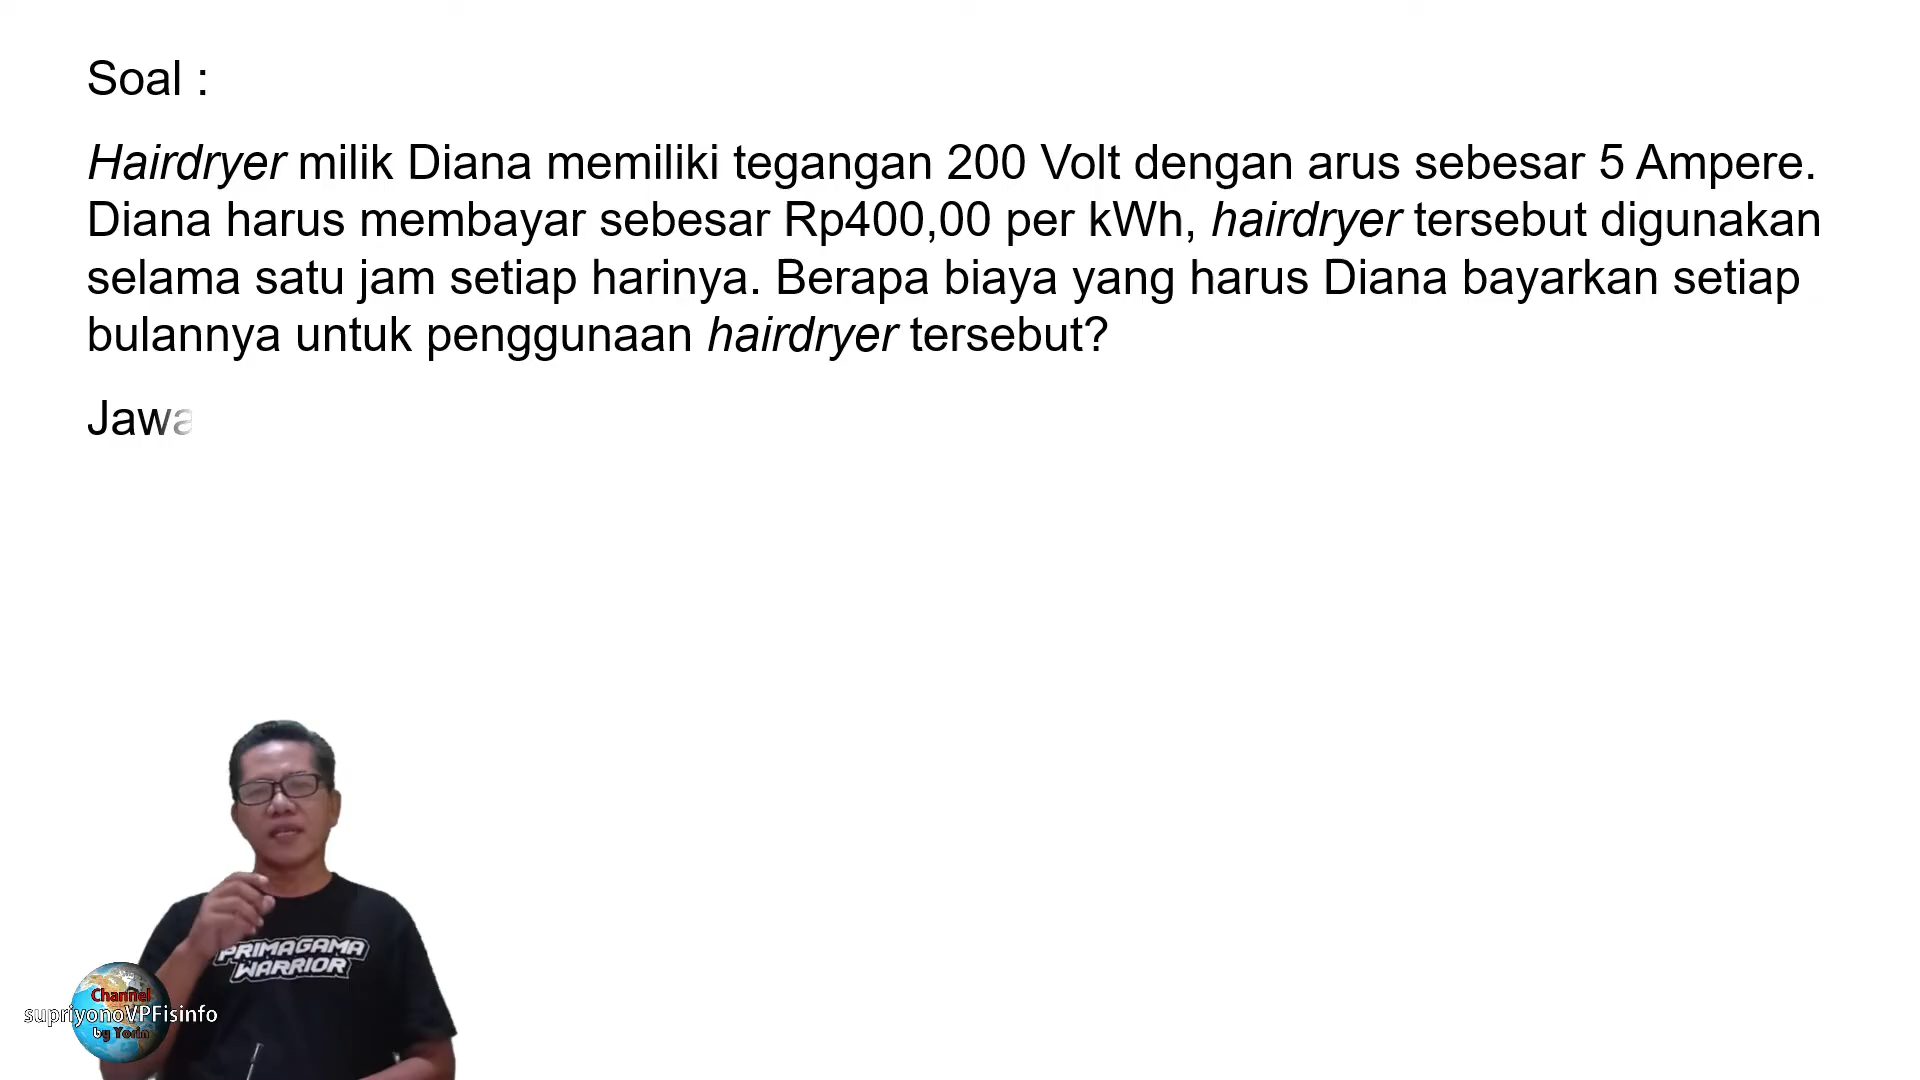 Soal :
Hairdryer milik Diana memiliki tegangan 200 Volt dengan arus sebesar 5 Ampere.
Diana harus membayar sebesar Rp400,00 per kWh, hairdryer tersebut digunakan
selama satu jam setiap harinya. Berapa biaya yang harus Diana bayarkan setiap
bulannya untuk penggunaan hairdryer tersebut?
Jawa
PRIMAGAMA
WARRIOR
Channel
supriyonoVPFisinfo
by Yorin